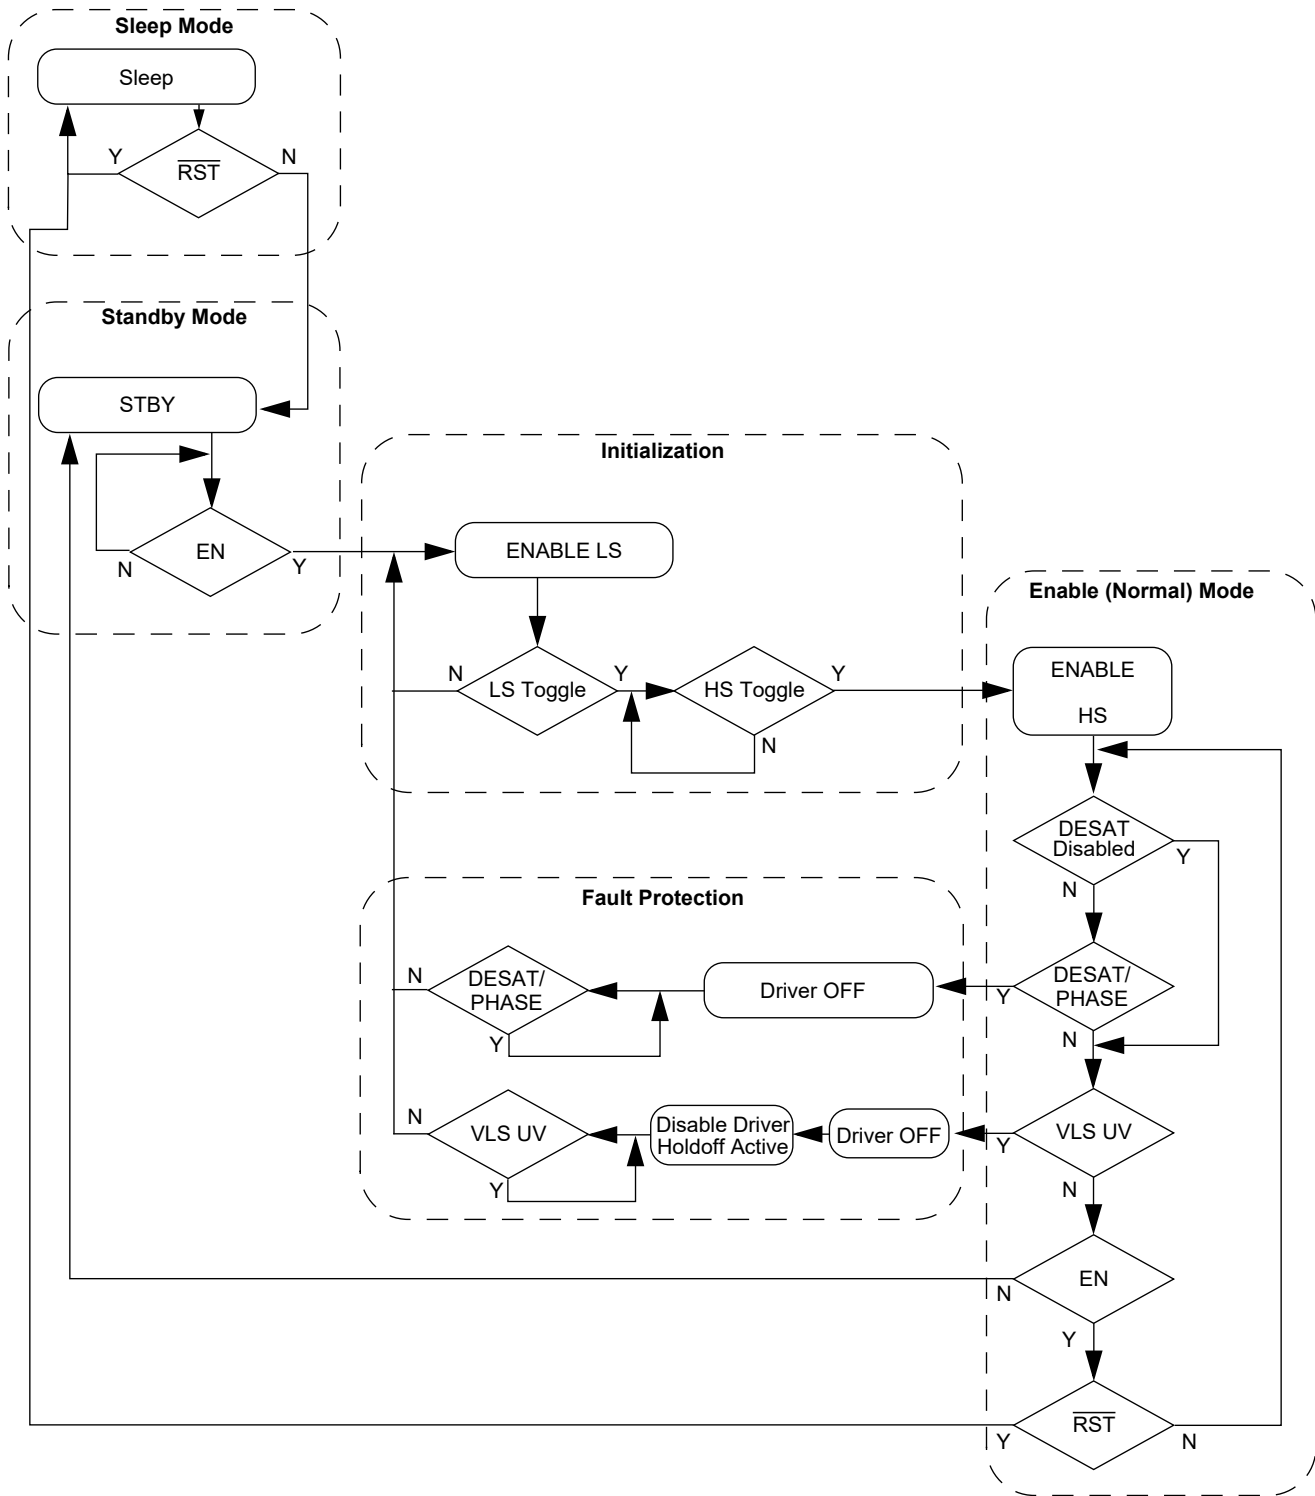 Sleep Mode
Sleep
Y
RST
N
Standby Mode
STBY
EN
N
Y
Initialization
ENABLE LS
N
LS Toggle
Y
HS Toggle
Y
N
Enable (Normal) Mode
ENABLE
HS
DESAT
Disabled
Y
N
DESAT/
PHASE
Y
N
VLS UV
Y
N
EN
N
Y
RST
Y
N
Fault Protection
N
DESAT/
PHASE
Y
Driver OFF
N
VLS UV
Y
Disable Driver
Holdoff Active
Driver OFF